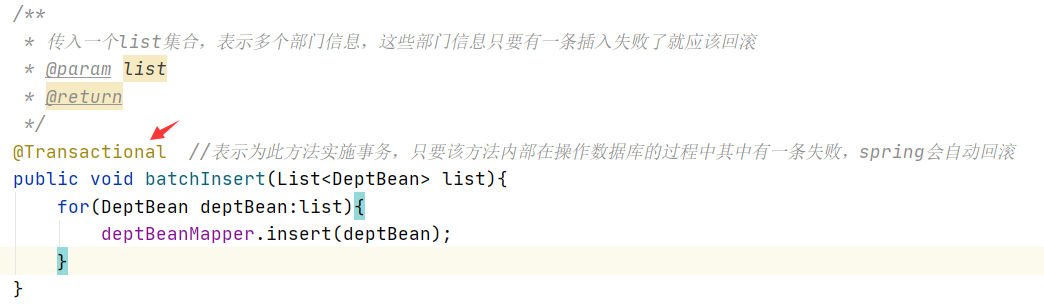 /**
 * 传入一个list集合，表示多个部门信息，这些部门信息只要有一条插入失败了就应该回滚
 * @param list
 * @return
 */
@Transactional  //表示为此方法实施事务，只要该方法内部在操作数据库的过程中其中有一条失败，spring会自动回滚
public void batchInsert(List<DeptBean> list){
    for(DeptBean deptBean:list){
        deptBeanMapper.insert(deptBean);
    }
}